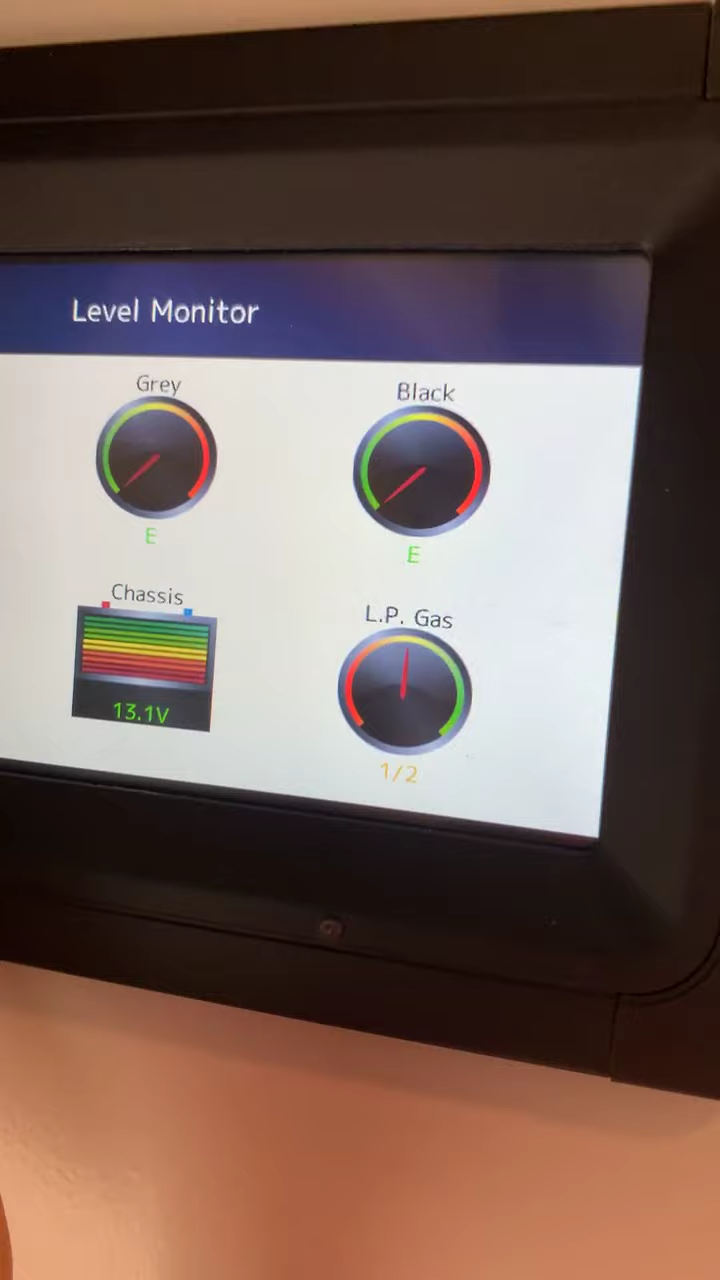 Level Monitor
Grey
Black
E
E
Chassis
L.P. Gas
13.1V
1/2